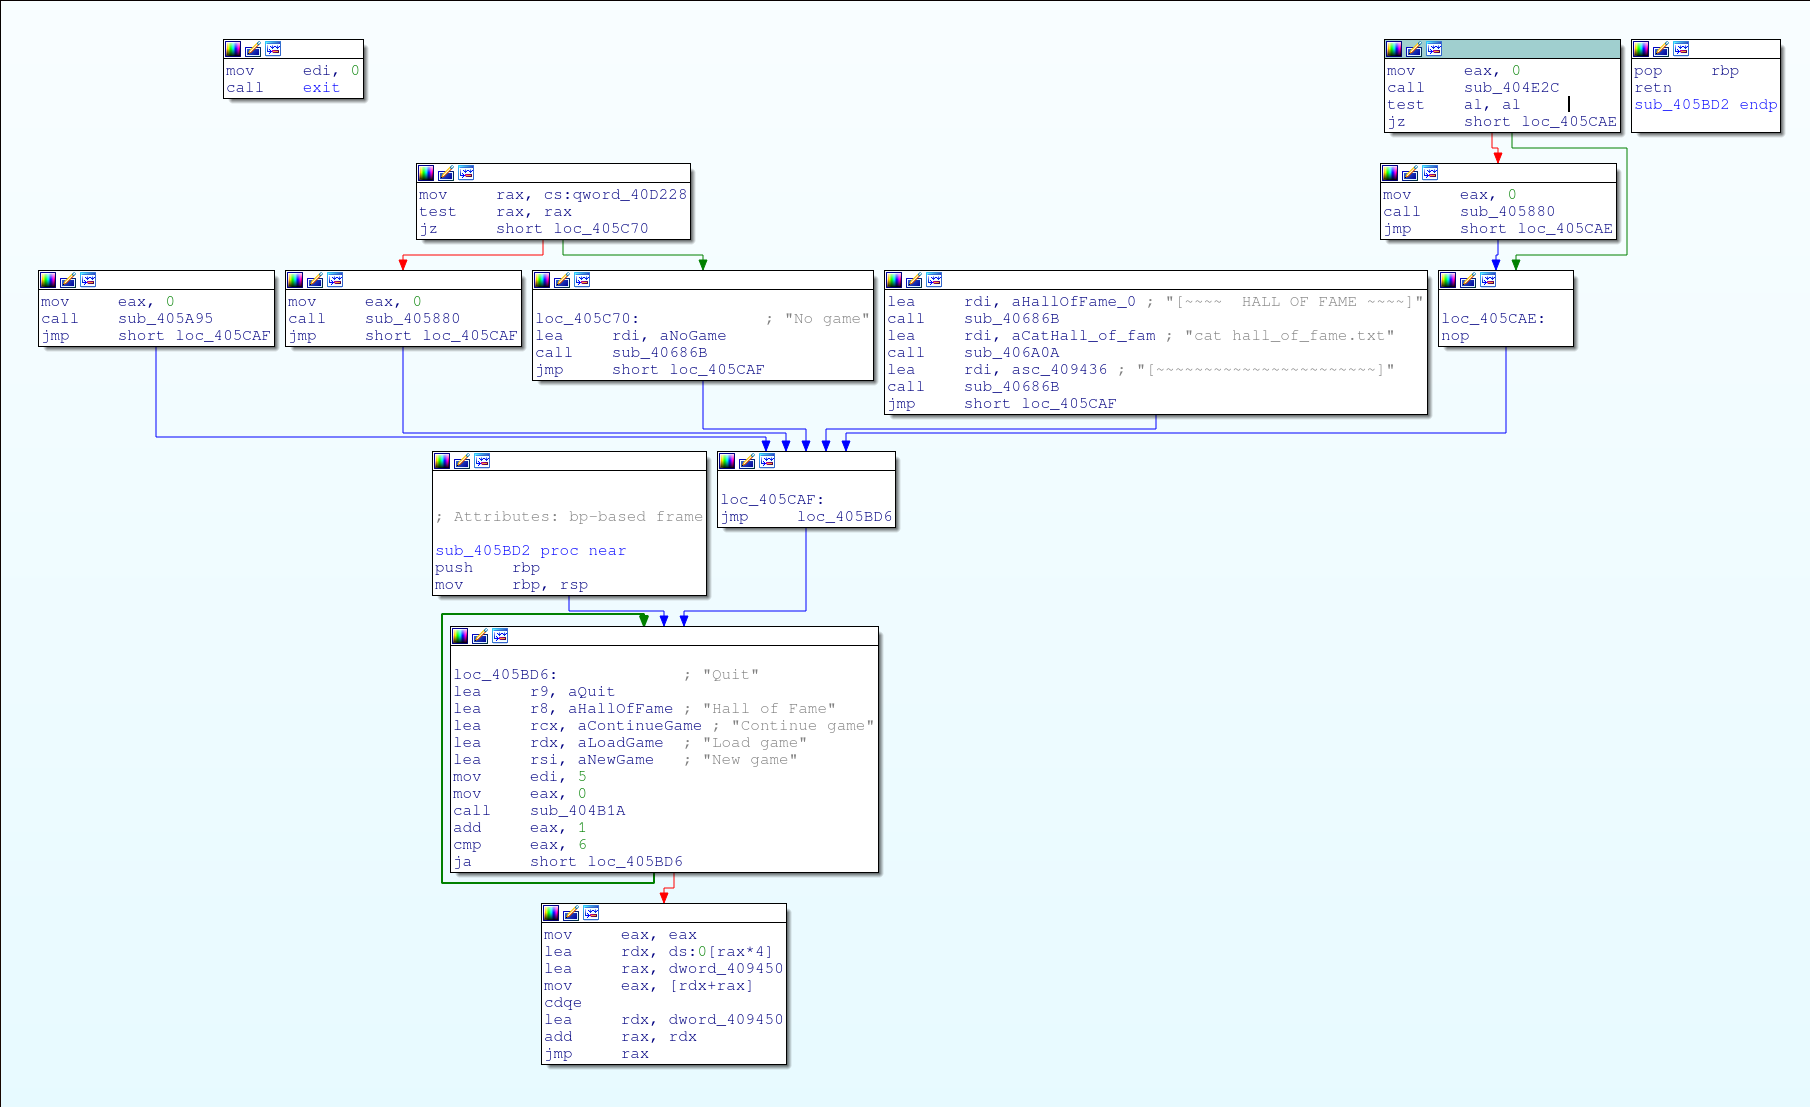 mov edi, 0
call exit
mov eax, 0
call sub_404E2C
test al, al
jz short loc_405CAE
pop rbp
retn
sub_405BD2 endp
mov rax, cs:qword_40D228
test rax, rax
jz short loc_405C70
mov eax, 0
call sub_405880
jmp short loc_405CAE
mov eax, 0
call sub_405A95
jmp short loc_405CAF
mov eax, 0
call sub_405880
jmp short loc_405CAF
loc_405C70: ; "No game"
lea rdi, aNoGame
call sub_40686B
jmp short loc_405CAF
lea rdi, aHallOfFame_0 ; "[~~~~  HALL OF FAME ~~~~]"
call sub_40686B
lea rdi, aCatHall_of_fam ; "cat hall_of_fame.txt"
call sub_406A0A
lea rdi, asc_409436 ; "[~~~~~~~~~~~~~~~~~~~~~~~]"
call sub_40686B
jmp short loc_405CAF
loc_405CAE:
nop
; Attributes: bp-based frame
sub_405BD2 proc near
push rbp
mov rbp, rsp
loc_405CAF:
jmp loc_405BD6
loc_405BD6: ; "Quit"
lea r9, aQuit
lea r8, aHallOfFame ; "Hall of Fame"
lea rcx, aContinueGame ; "Continue game"
lea rdx, aLoadGame ; "Load game"
lea rsi, aNewGame ; "New game"
mov edi, 5
mov eax, 0
call sub_404B1A
add eax, 1
cmp eax, 6
ja short loc_405BD6
mov eax, eax
lea rdx, ds:0[rax*4]
lea rax, dword_409450
mov eax, [rdx+rax]
cdqe
lea rdx, dword_409450
add rax, rdx
jmp rax